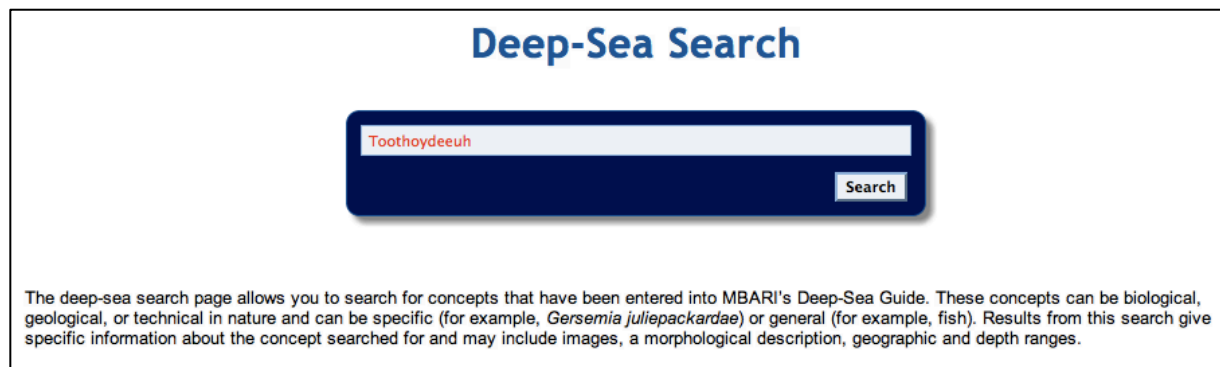 Deep-Sea Search
Toothoydeeuh
Search
The deep-sea search page allows you to search for concepts that have been entered into MBARI's Deep-Sea Guide. These concepts can be biological,
geological, or technical in nature and can be specific (for example, Gersemia juliepackardae) or general (for example, fish). Results from this search give
specific information about the concept searched for and may include images, a morphological description, geographic and depth ranges.